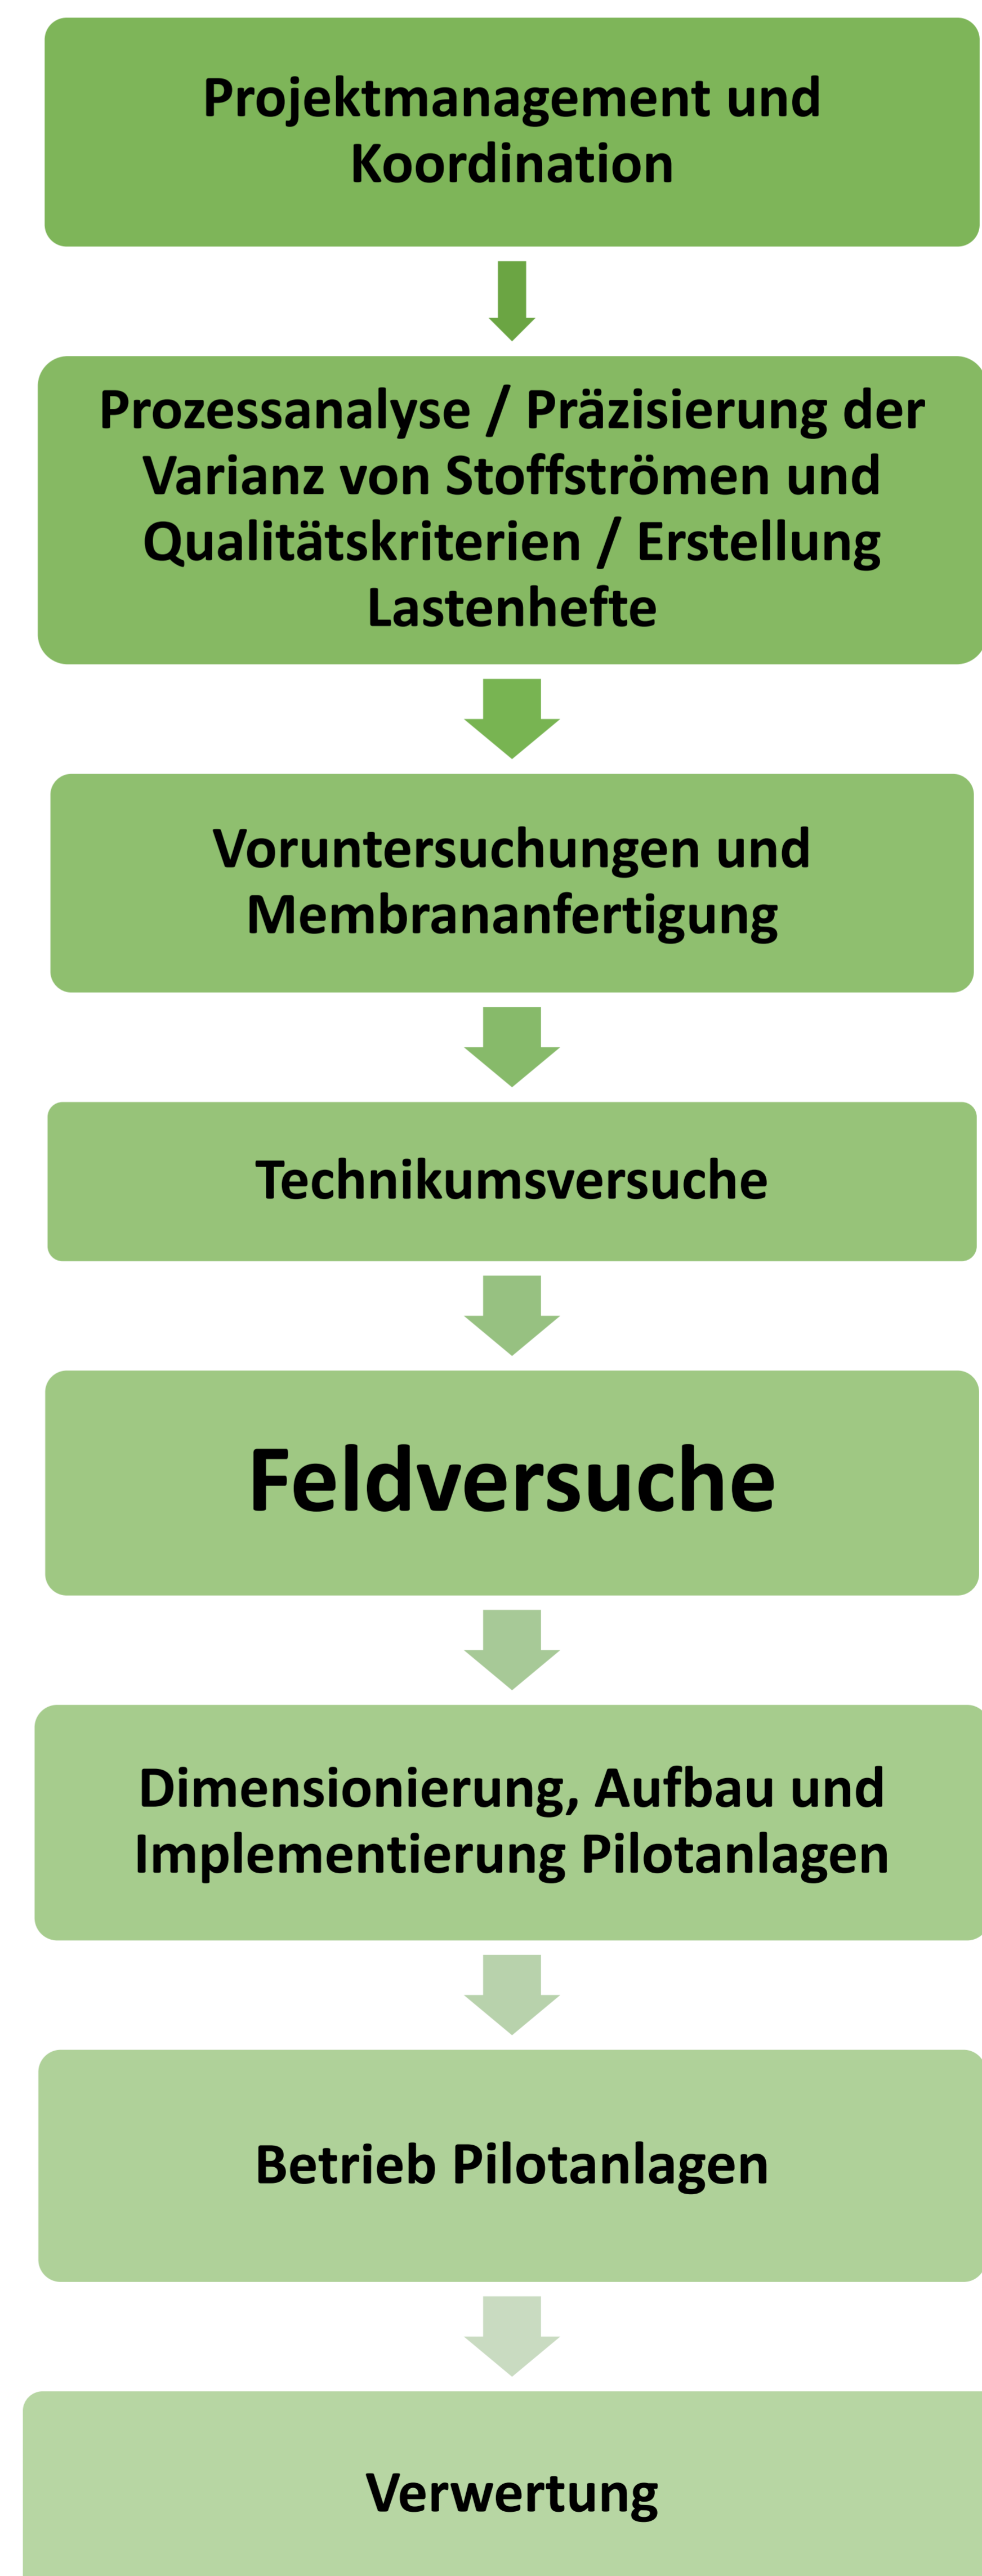 Projektmanagement und
Koordination
Prozessanalyse / Präzisierung der
Varianz von Stoffströmen und
Qualitätskriterien / Erstellung
Lastenhefte
Voruntersuchungen und
Membrananfertigung
Technikumsversuche
Feldversuche
Dimensionierung, Aufbau und
Implementierung Pilotanlagen
Betrieb Pilotanlagen
Verwertung